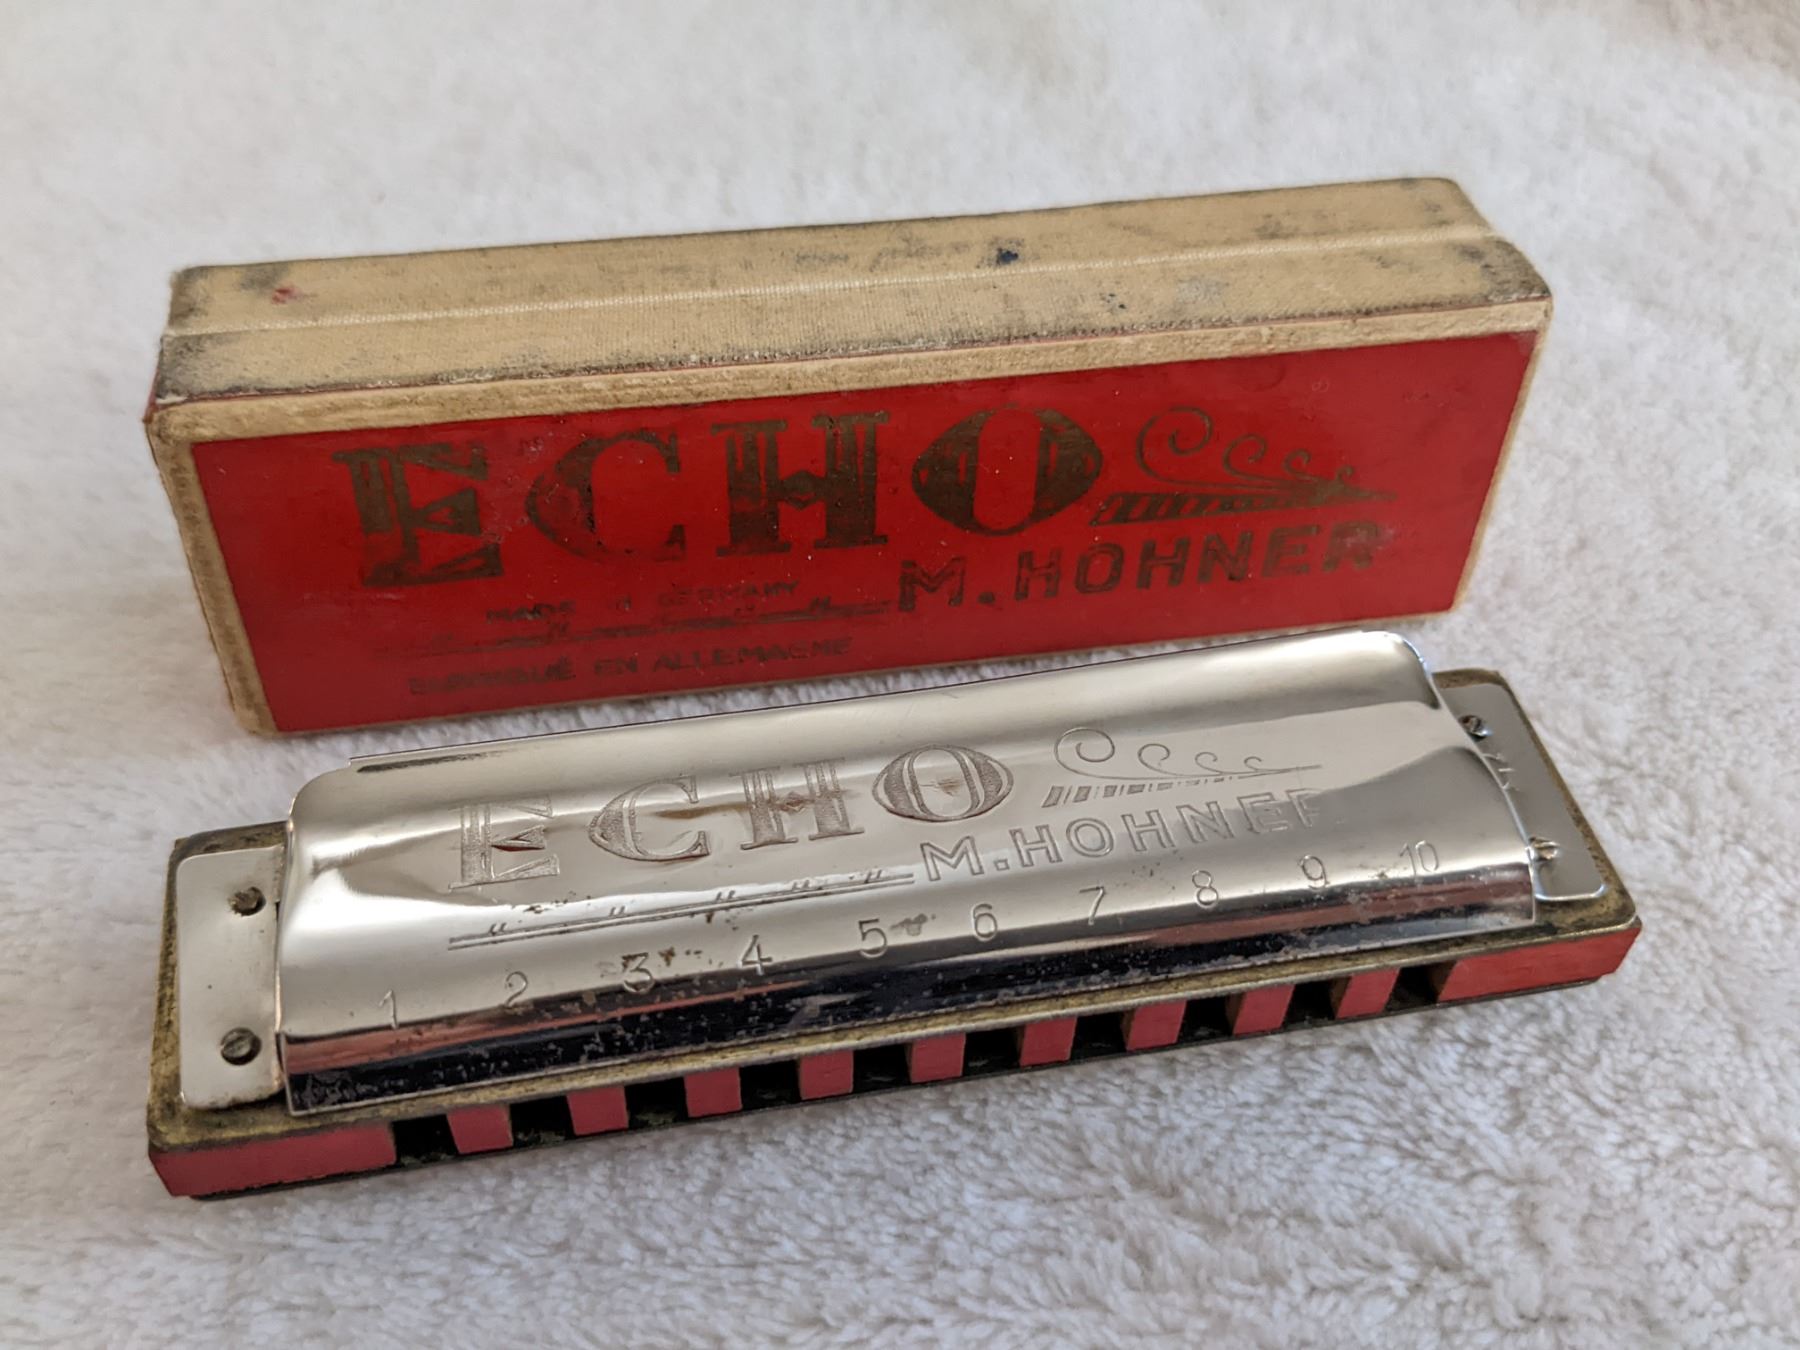 ECHO
M. HOHNER
MADE IN GERMANY
FABRIQUÉ EN ALLEMAGNE
ECHO
M. HOHNER
1 2 3 4 5 6 7 8 9 10